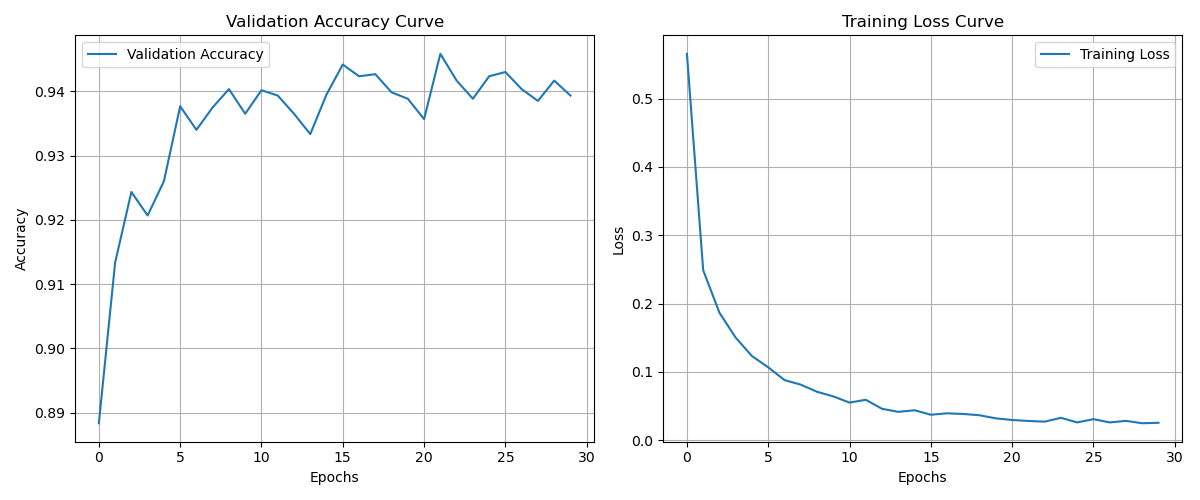 Validation Accuracy Curve
Validation Accuracy
Accuracy
0.94
0.93
0.92
0.91
0.90
0.89
0 5 10 15 20 25 30
Epochs
Training Loss Curve
Training Loss
Loss
0.5
0.4
0.3
0.2
0.1
0.0
0 5 10 15 20 25 30
Epochs